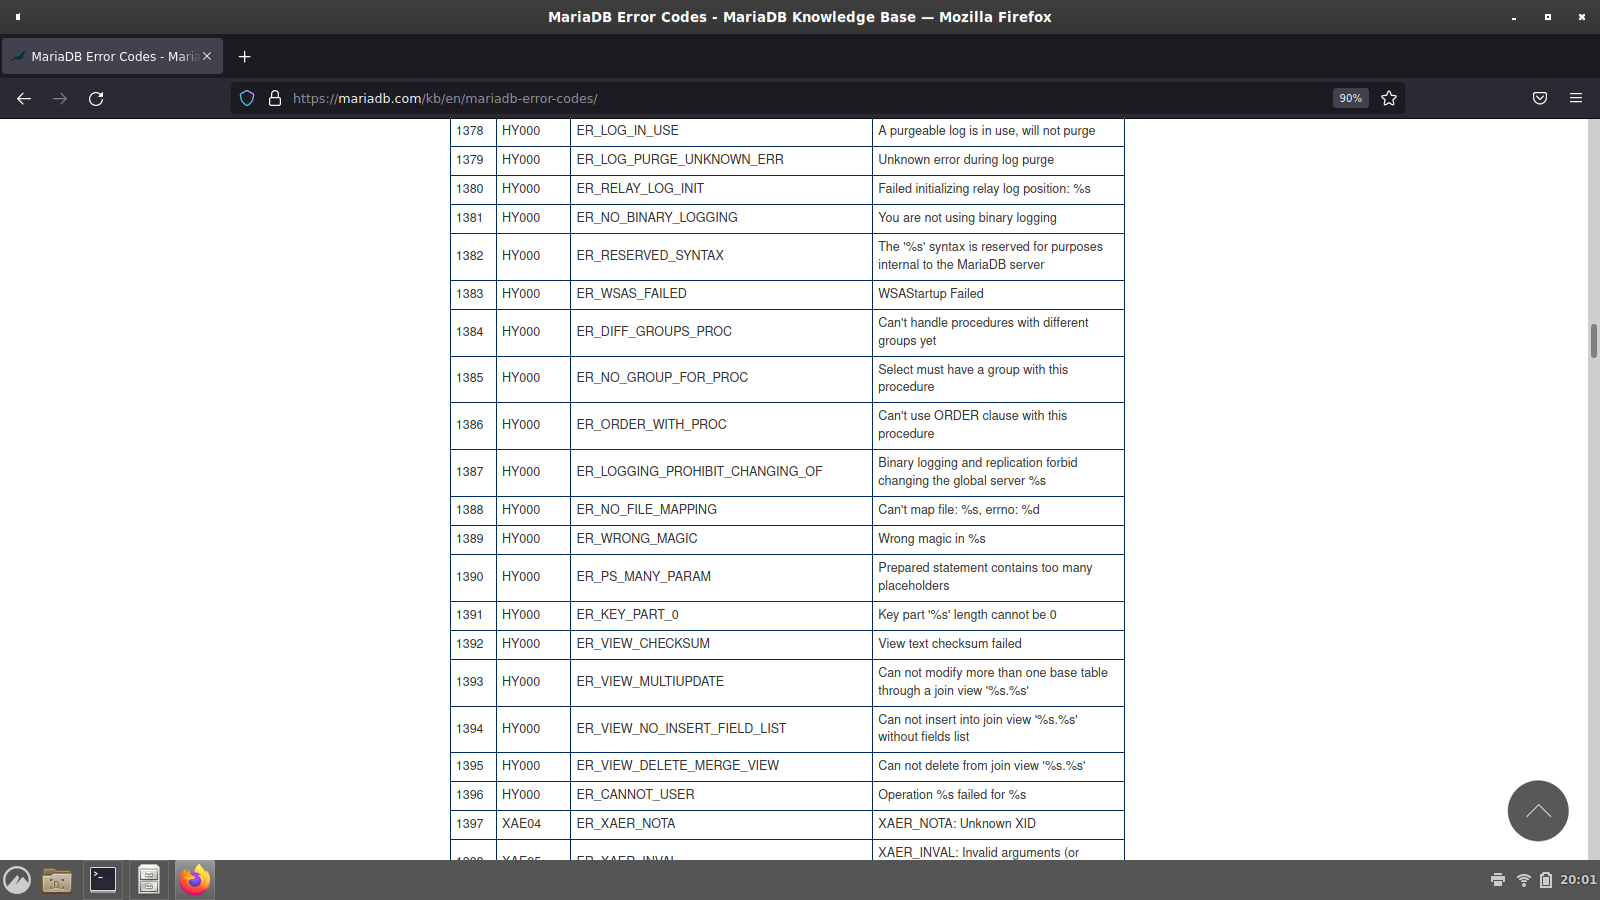 MariaDB Error Codes - MariaDB Knowledge Base — Mozilla Firefox
MariaDB Error Codes - Maria
https://mariadb.com/kb/en/mariadb-error-codes/
90%
1378 HY000 ER_LOG_IN_USE A purgeable log is in use, will not purge
1379 HY000 ER_LOG_PURGE_UNKNOWN_ERR Unknown error during log purge
1380 HY000 ER_RELAY_LOG_INIT Failed initializing relay log position: %s
1381 HY000 ER_NO_BINARY_LOGGING You are not using binary logging
1382 HY000 ER_RESERVED_SYNTAX The '%s' syntax is reserved for purposes
internal to the MariaDB server
1383 HY000 ER_WSAS_FAILED WSAStartup Failed
1384 HY000 ER_DIFF_GROUPS_PROC Can't handle procedures with different
groups yet
1385 HY000 ER_NO_GROUP_FOR_PROC Select must have a group with this
procedure
1386 HY000 ER_ORDER_WITH_PROC Can't use ORDER clause with this
procedure
1387 HY000 ER_LOGGING_PROHIBIT_CHANGING_OF Binary logging and replication forbid
changing the global server %s
1388 HY000 ER_NO_FILE_MAPPING Can't map file: %s, errno: %d
1389 HY000 ER_WRONG_MAGIC Wrong magic in %s
1390 HY000 ER_PS_MANY_PARAM Prepared statement contains too many
placeholders
1391 HY000 ER_KEY_PART_0 Key part '%s' length cannot be 0
1392 HY000 ER_VIEW_CHECKSUM View text checksum failed
1393 HY000 ER_VIEW_MULTIUPDATE Can not modify more than one base table
through a join view '%s.%s'
1394 HY000 ER_VIEW_NO_INSERT_FIELD_LIST Can not insert into join view '%s.%s'
without fields list
1395 HY000 ER_VIEW_DELETE_MERGE_VIEW Can not delete from join view '%s.%s'
1396 HY000 ER_CANNOT_USER Operation %s failed for %s
1397 XAE04 ER_XAER_NOTA XAER_NOTA: Unknown XID
1398 XAE05 ER_XAER_INVAL XAER_INVAL: Invalid arguments (or
20:01